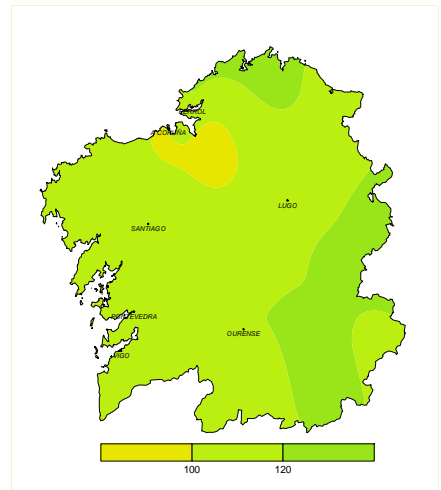 FERROL
A CORUÑA
LUGO
SANTIAGO
PONTEVEDRA
OURENSE
VIGO
100 120